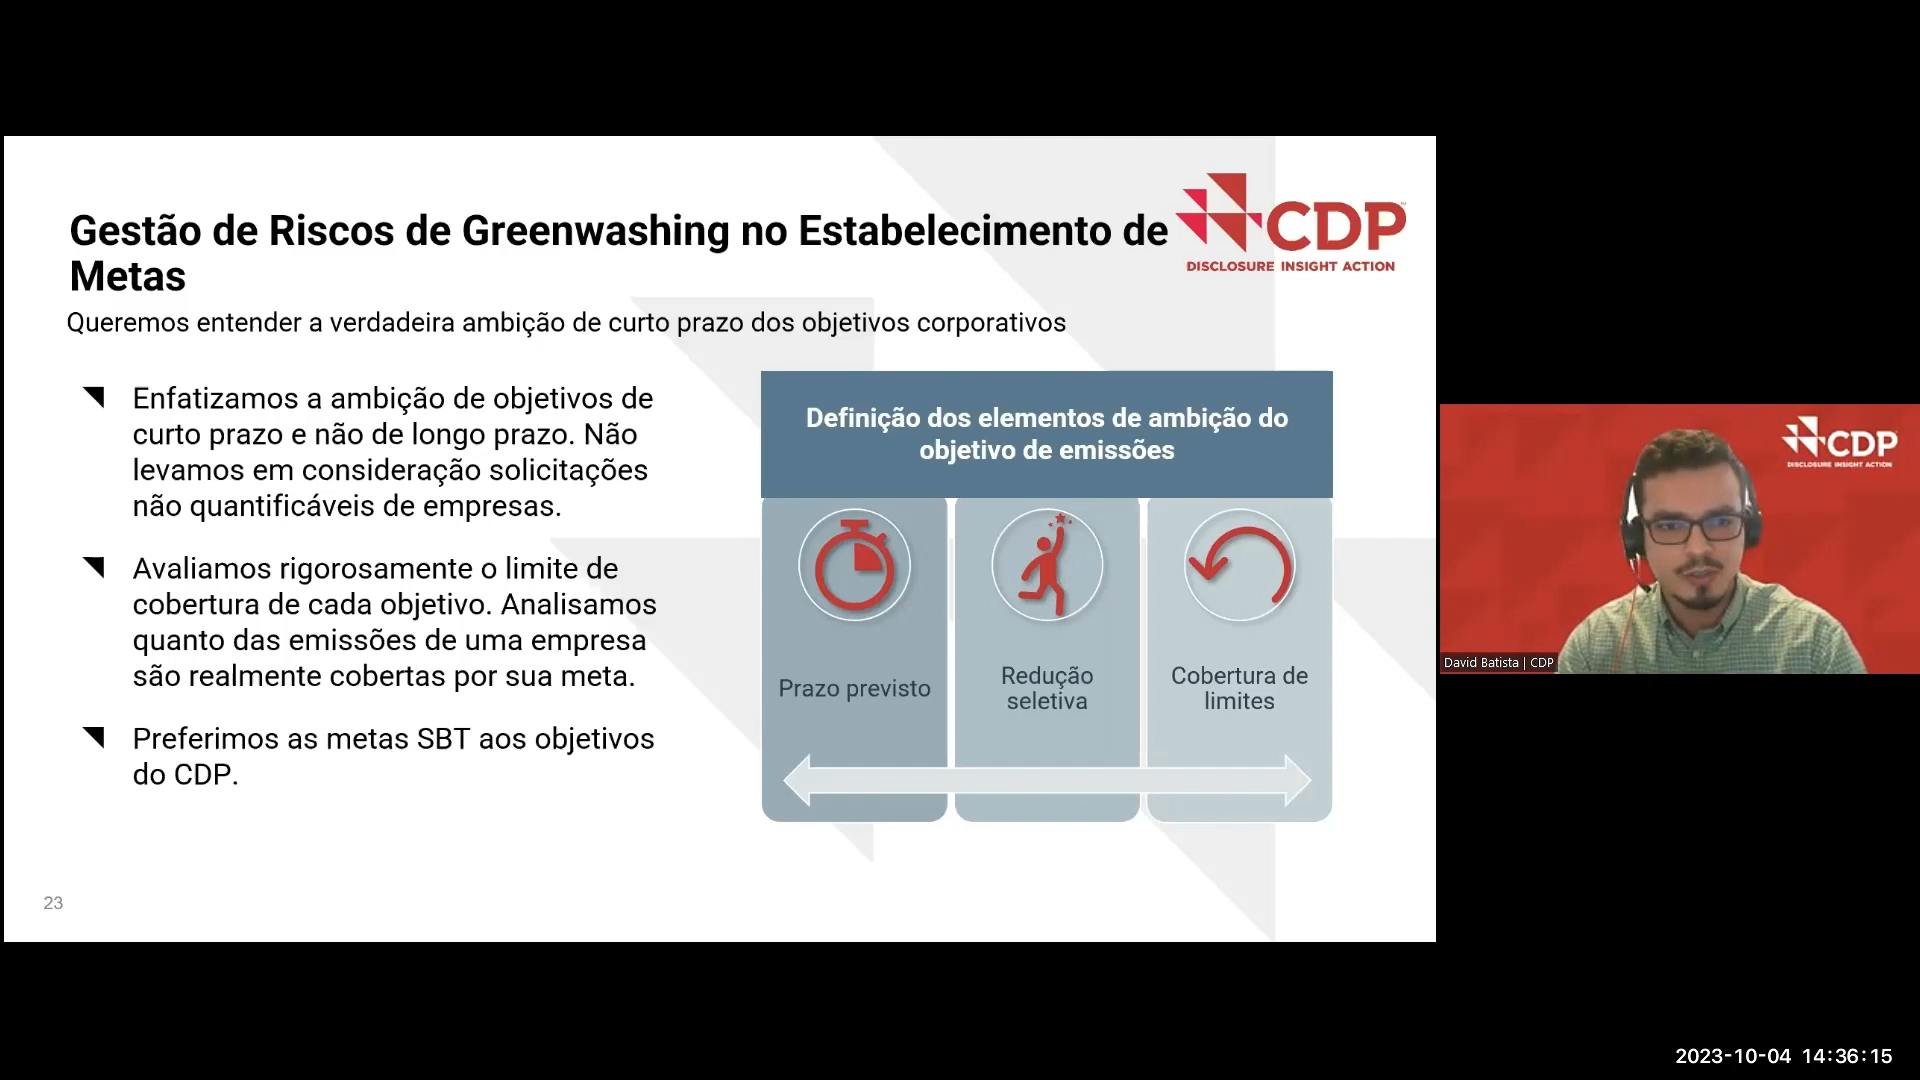 Gestão de Riscos de Greenwashing no Estabelecimento de
Metas
CDP
DISCLOSURE INSIGHT ACTION
Queremos entender a verdadeira ambição de curto prazo dos objetivos corporativos
Enfatizamos a ambição de objetivos de
curto prazo e não de longo prazo. Não
levamos em consideração solicitações
não quantificáveis de empresas.
Avaliamos rigorosamente o limite de
cobertura de cada objetivo. Analisamos
quanto das emissões de uma empresa
são realmente cobertas por sua meta.
Preferimos as metas SBT aos objetivos
do CDP.
Definição dos elementos de ambição do
objetivo de emissões
Prazo previsto
Redução
seletiva
Cobertura de
limites
23
CDP
DISCLOSURE INSIGHT ACTION
David Batista | CDP
2023-10-04 14:36:15